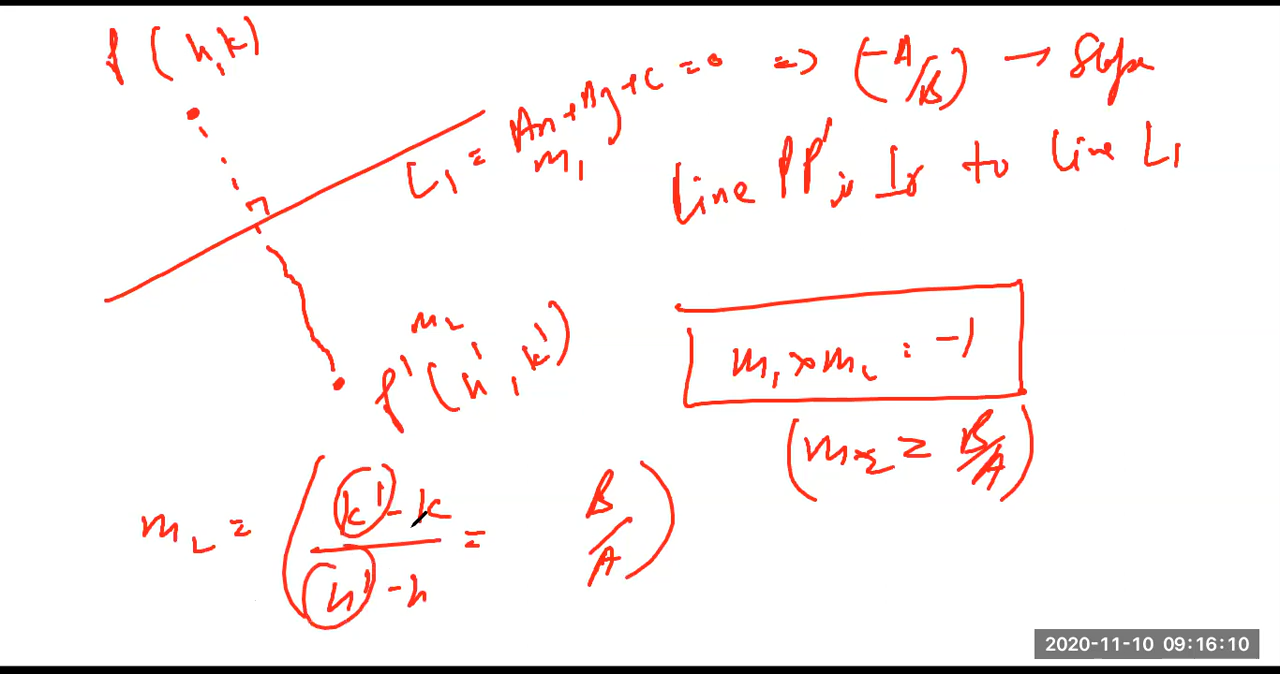 P (h, k)
L1 = Ax + By + C = 0 => (-A/B) → Slope
m1
Line PP' is ⊥r to line L1
m2
P' (h', k')
m1 × m2 = -1
(m2 = B/A)
m2 = (k' - k / h' - h = B/A)
2020-11-10 09:16:10